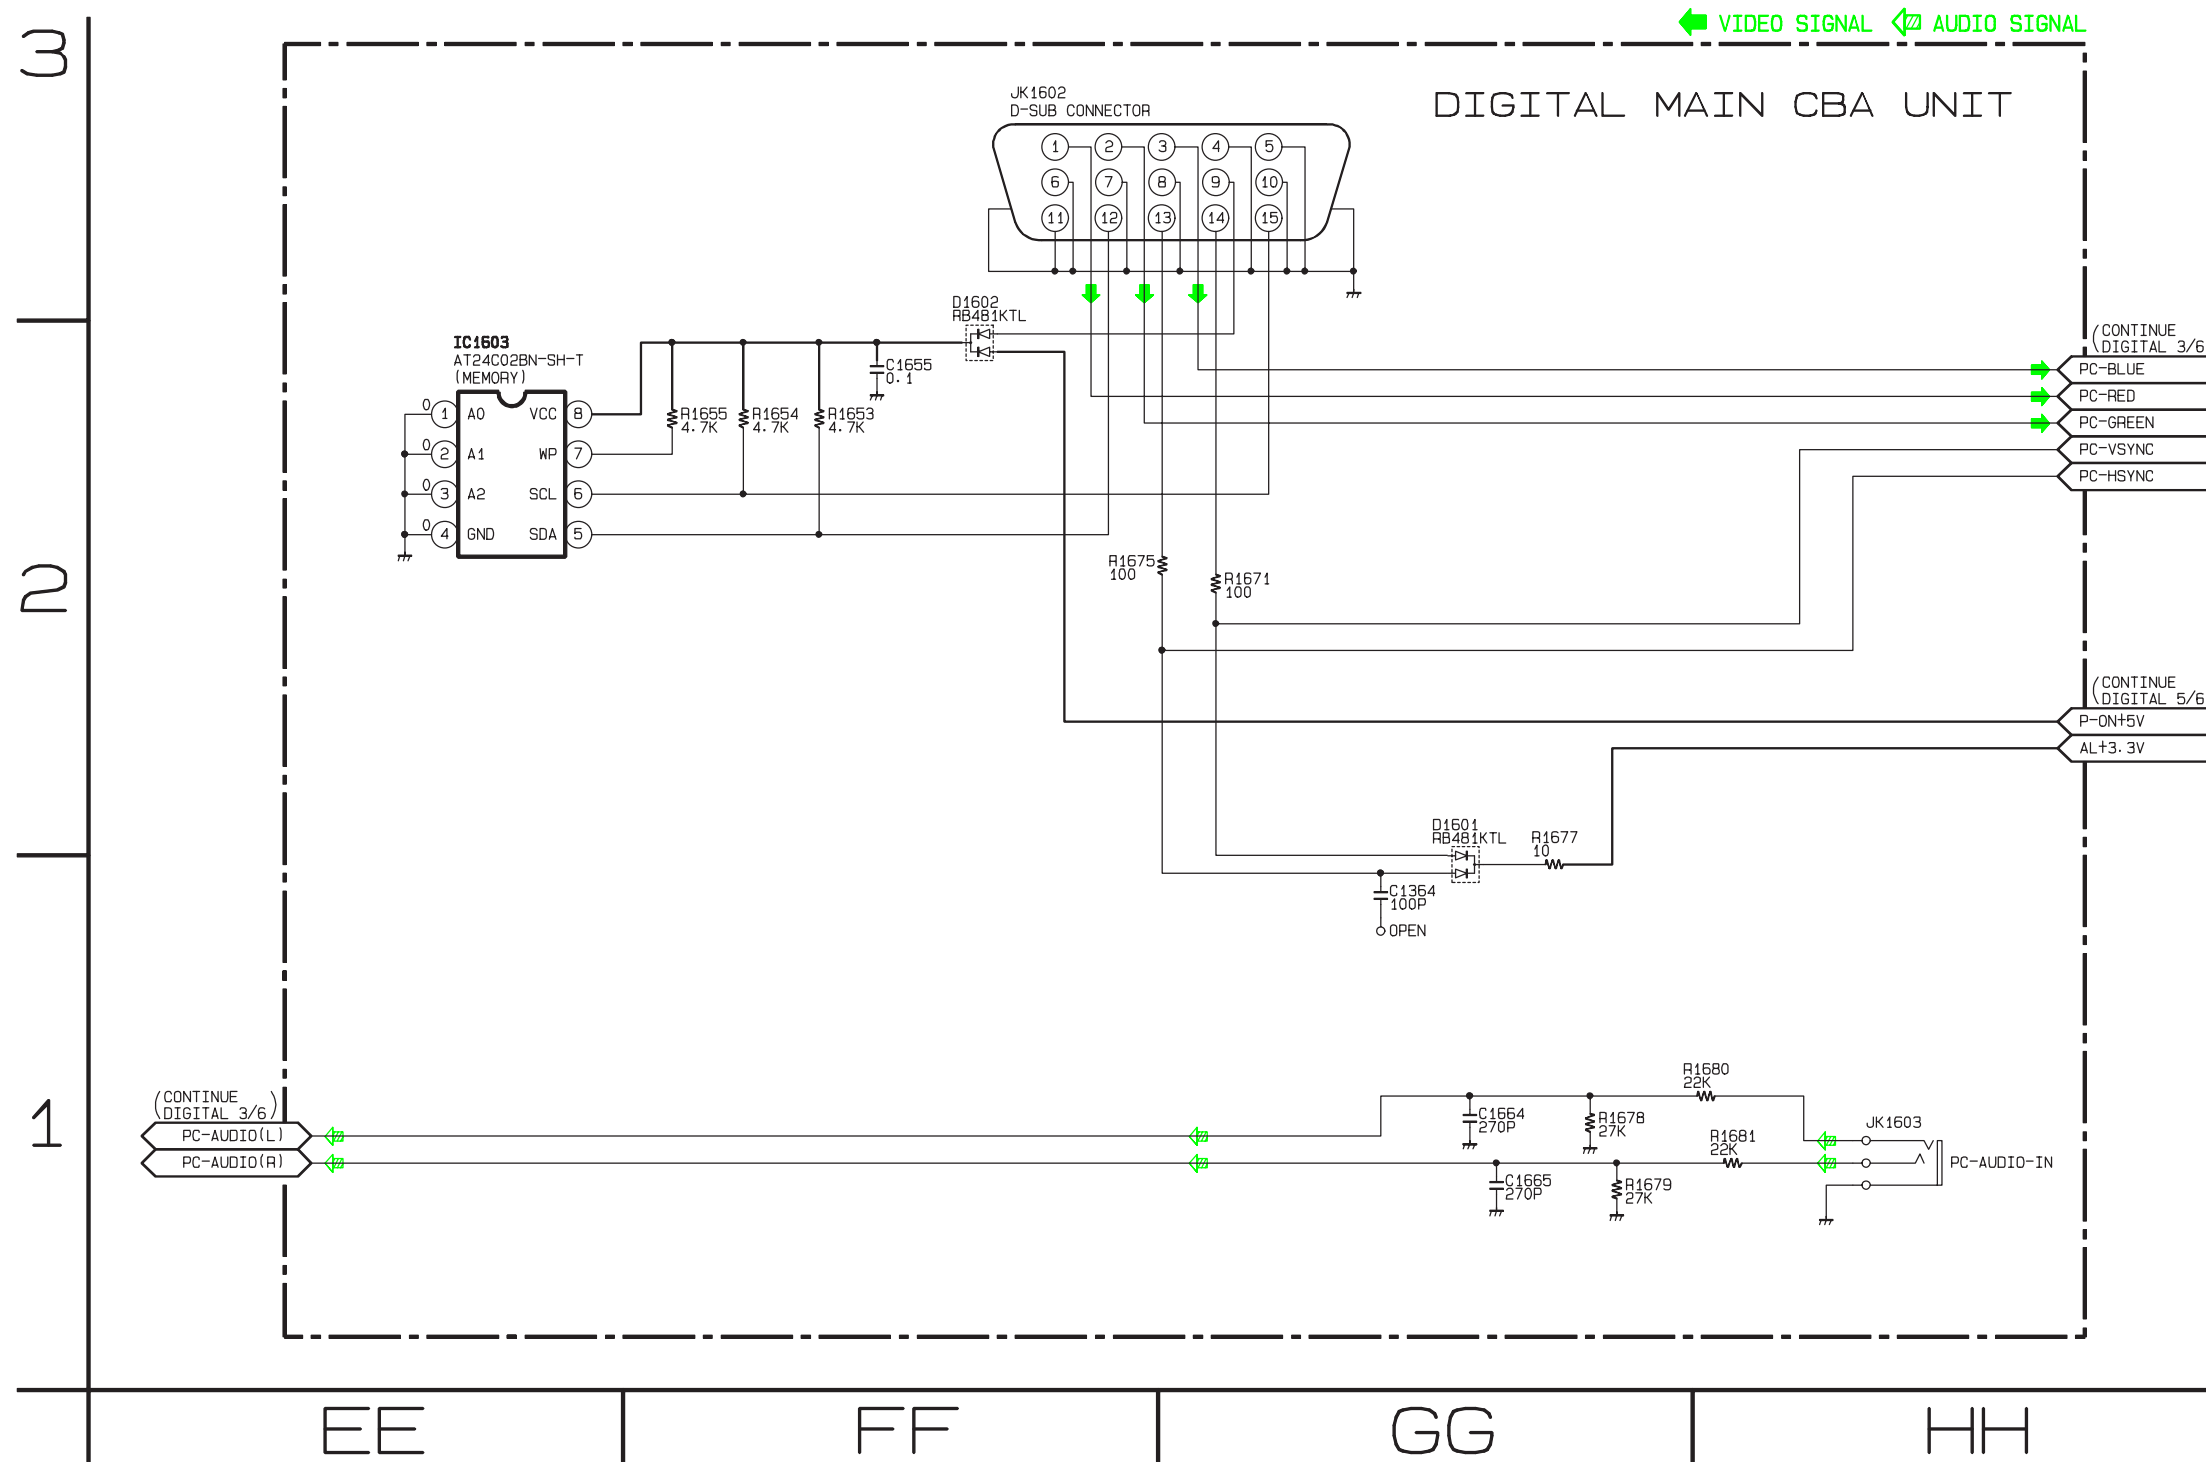 VIDEO SIGNAL AUDIO SIGNAL
3
DIGITAL MAIN CBA UNIT
JK1602
D-SUB CONNECTOR
1 2 3 4 5
6 7 8 9 10
11 12 13 14 15
D1602
RB481KTL
IC1603
AT24C02BN-SH-T
(MEMORY)
C1655
0.1
0 1 A0 VCC 8
0 2 A1 WP 7
0 3 A2 SCL 6
0 4 GND SDA 5
R1655
4.7K
R1654
4.7K
R1653
4.7K
(CONTINUE
DIGITAL 3/6
PC-BLUE
PC-RED
PC-GREEN
PC-VSYNC
PC-HSYNC
2
R1675
100
R1671
100
(CONTINUE
DIGITAL 5/6
P-ON+5V
AL+3.3V
D1601
RB481KTL
R1677
10
C1364
100P
OPEN
1
(CONTINUE
DIGITAL 3/6)
PC-AUDIO(L)
PC-AUDIO(R)
R1680
22K
C1664
270P
R1678
27K
R1681
22K
C1665
270P
R1679
27K
JK1603
PC-AUDIO-IN
EE FF GG HH